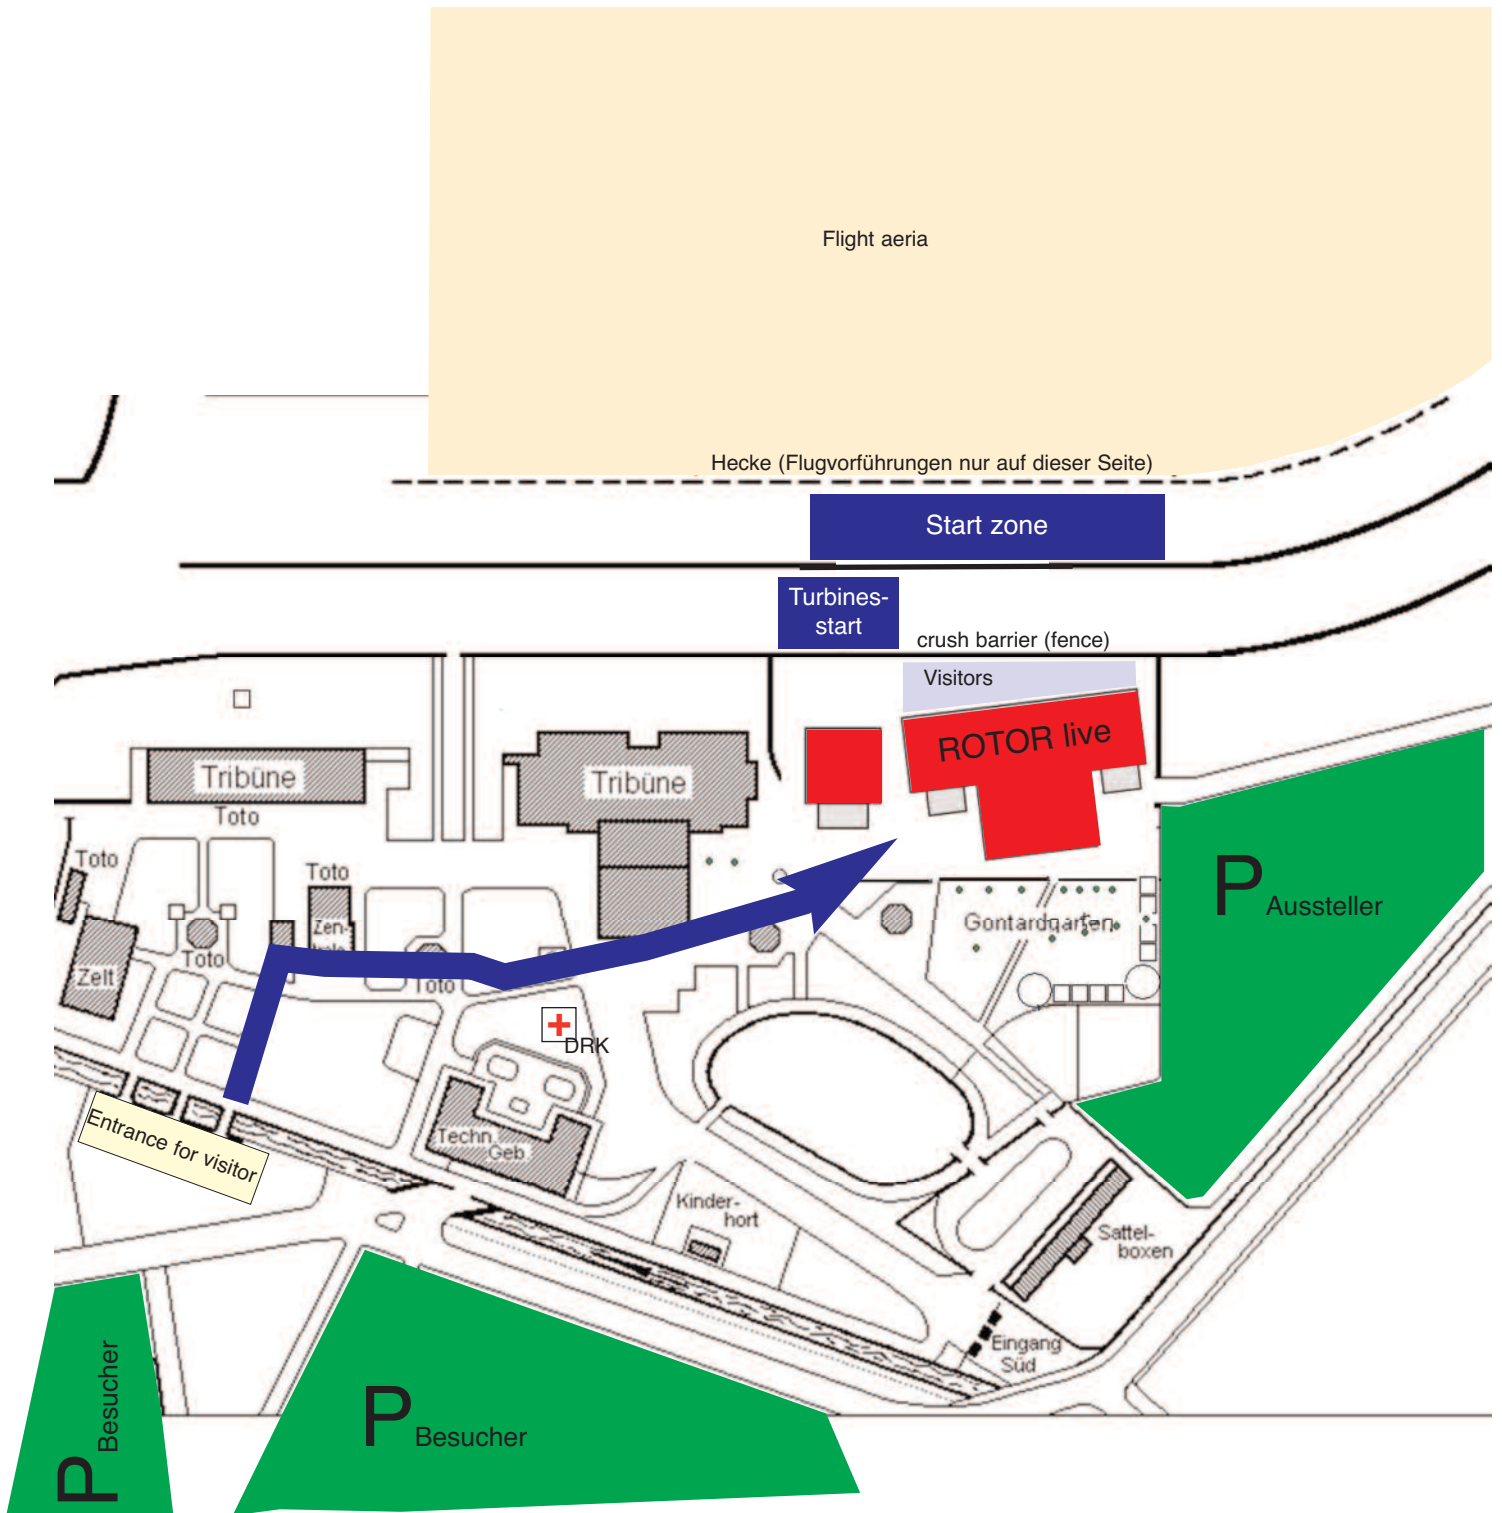 Flight aeria
Hecke (Flugvorführungen nur auf dieser Seite)
Start zone
Turbines-
start
crush barrier (fence)
Visitors
ROTOR live
Tribüne
Tribüne
Toto
Toto
Toto
P Aussteller
Gontardgarten
Zen-
Toto
Toto
Zelt
DRK
Entrance for visitor
Techn.
Geb.
Kinder-
hort
Sattel-
boxen
Eingang
Süd
P Besucher
P Besucher